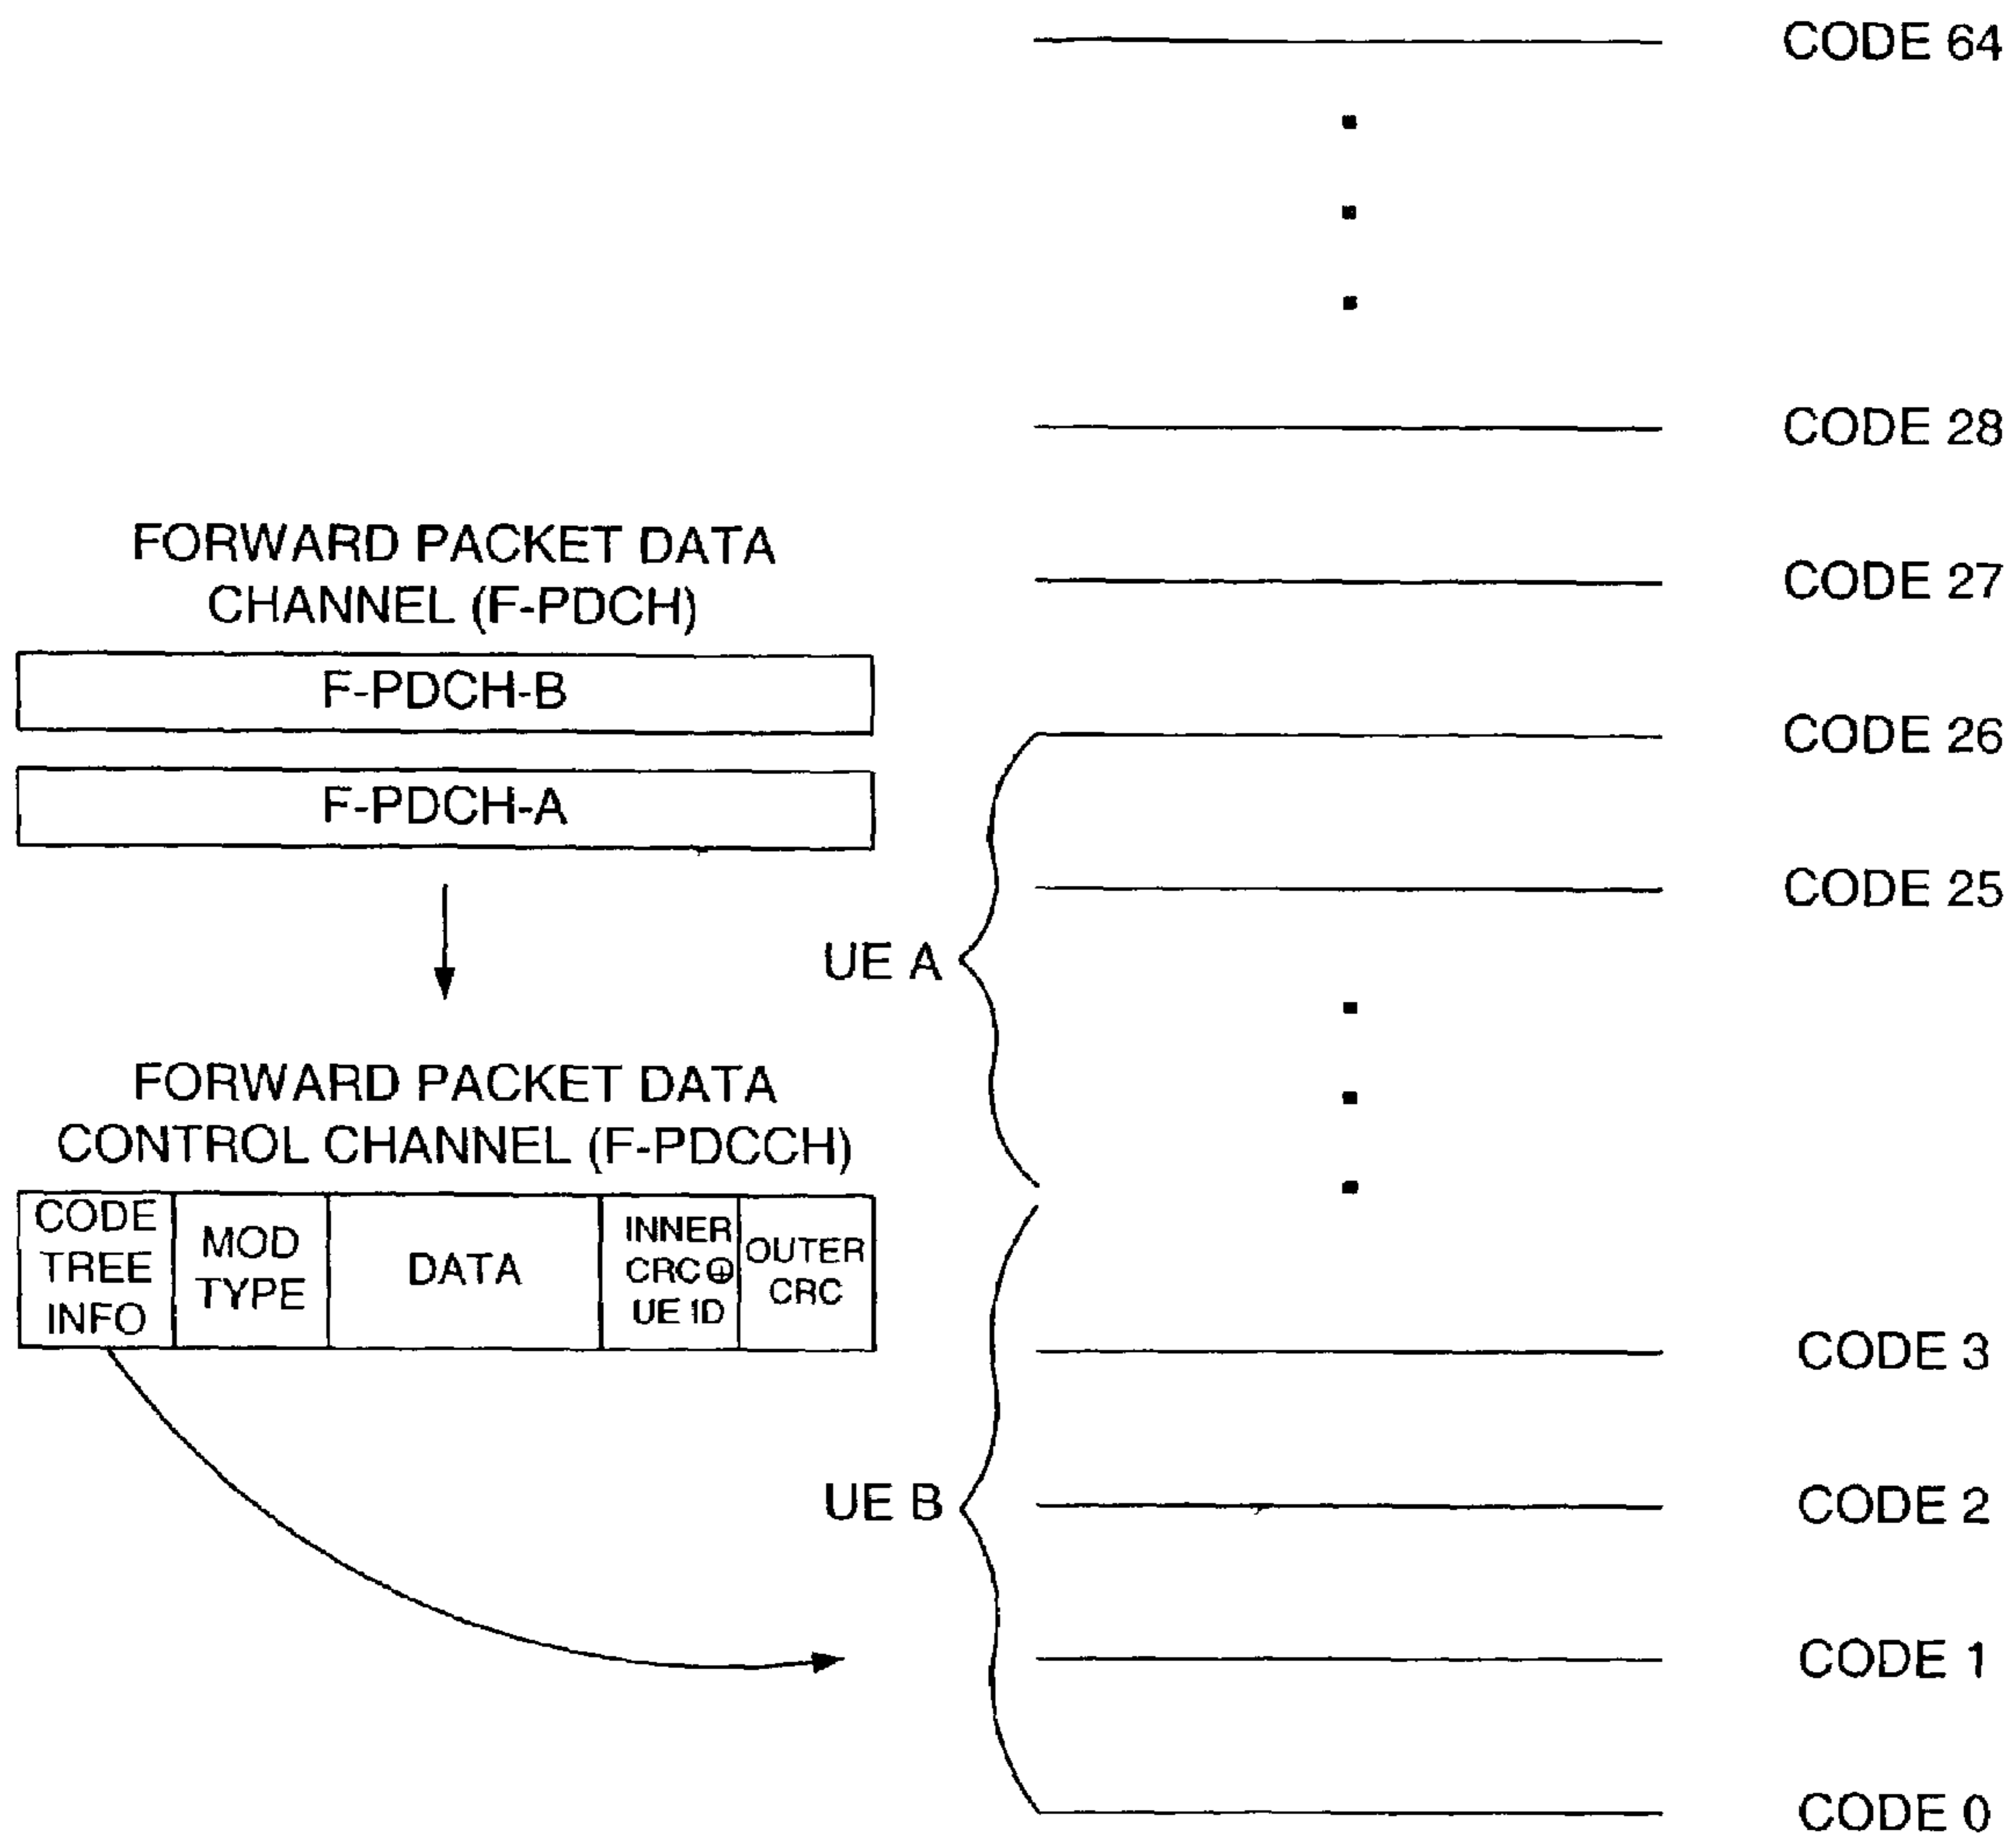 CODE 64
CODE 28
FORWARD PACKET DATA
CHANNEL (F-PDCH)
CODE 27
F-PDCH-B
CODE 26
F-PDCH-A
CODE 25
UE A
FORWARD PACKET DATA
CONTROL CHANNEL (F-PDCCH)
CODE
TREE
INFO
MOD
TYPE
DATA
INNER
CRC ⊕
UE ID
OUTER
CRC
CODE 3
UE B
CODE 2
CODE 1
CODE 0